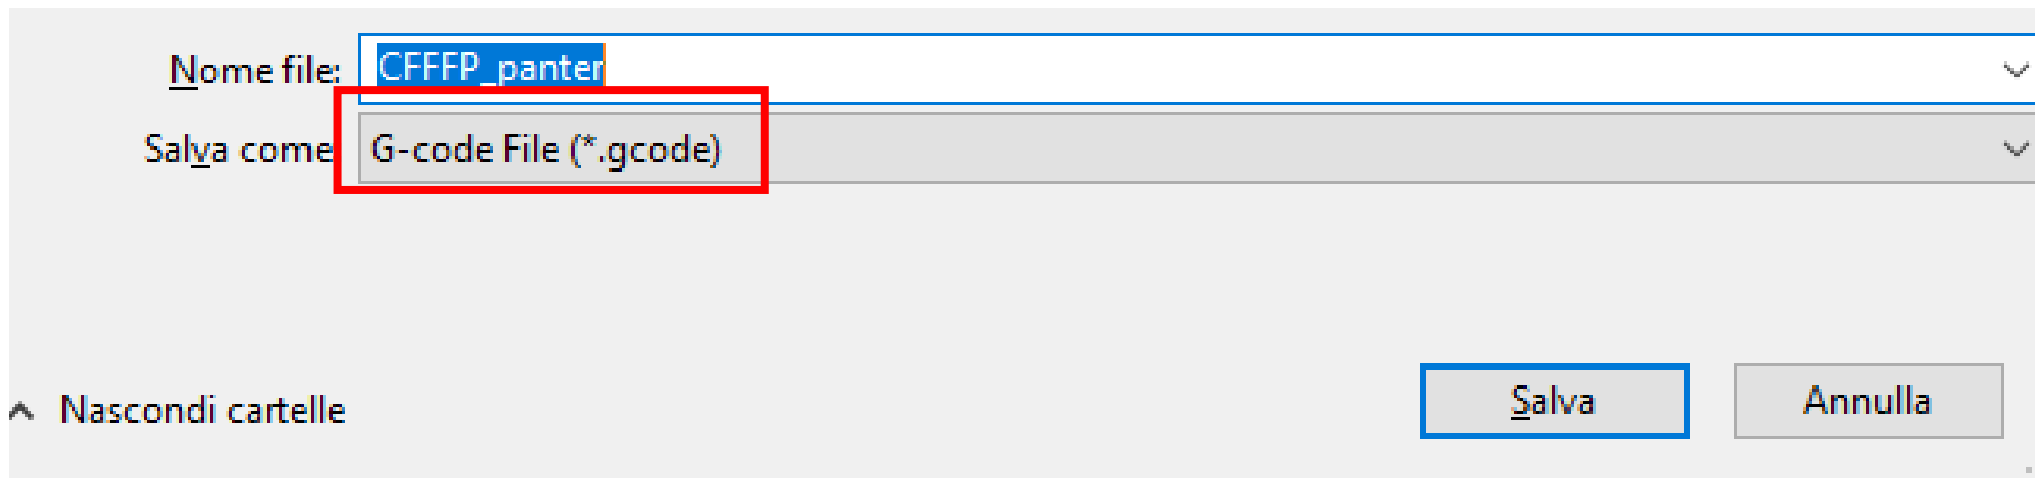 Nome file: CFFFP_panter
Salva come: G-code File (*.gcode)
Nascondi cartelle
Salva Annulla